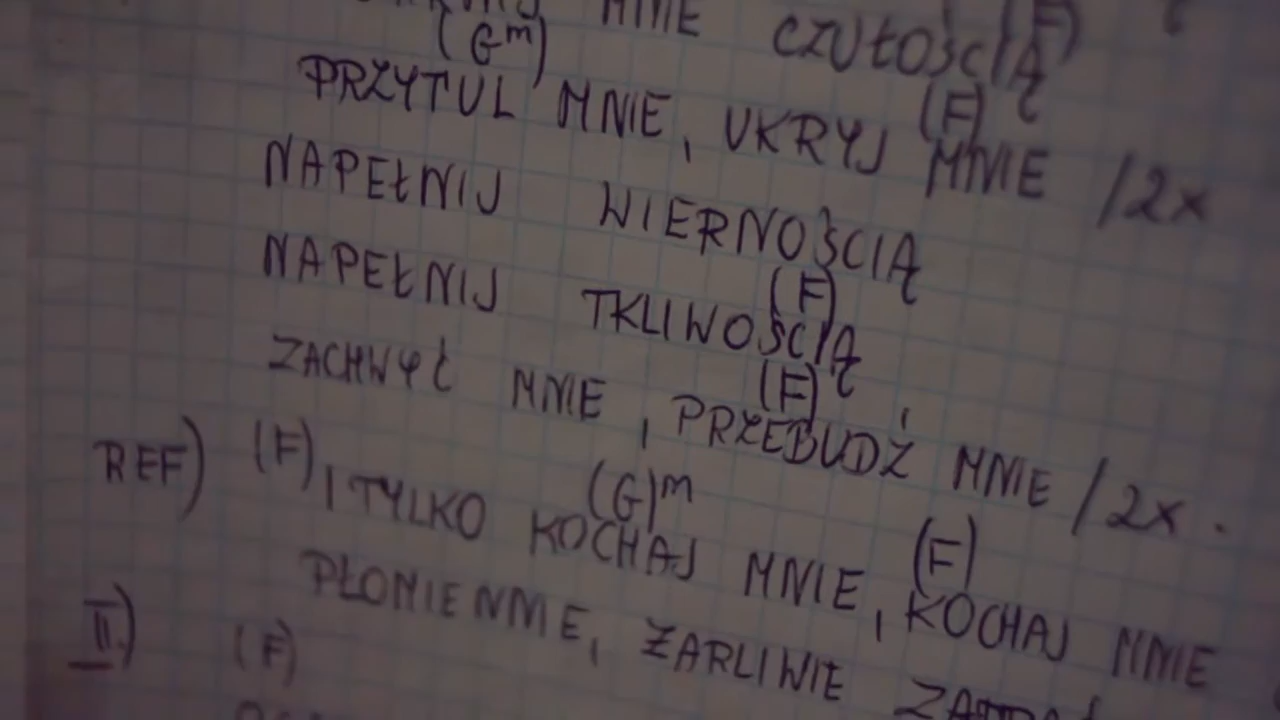 MNIE CZUŁOŚCIĄ (F)
(Gm)
PRZYTUL MNIE, UKRYJ (F) MNIE /2x
NAPEŁNIJ WIERNOŚCIĄ
NAPEŁNIJ TKLIWOŚCIĄ (F)
ZACHWYĆ MNIE, (F) PRZEBUDŹ MNIE /2x.
REF) (F), TYLKO (G)m KOCHAJ MNIE, (F) KOCHAJ MNIE
PŁOMIENNIE, ŻARLIWIE
II.) (F)